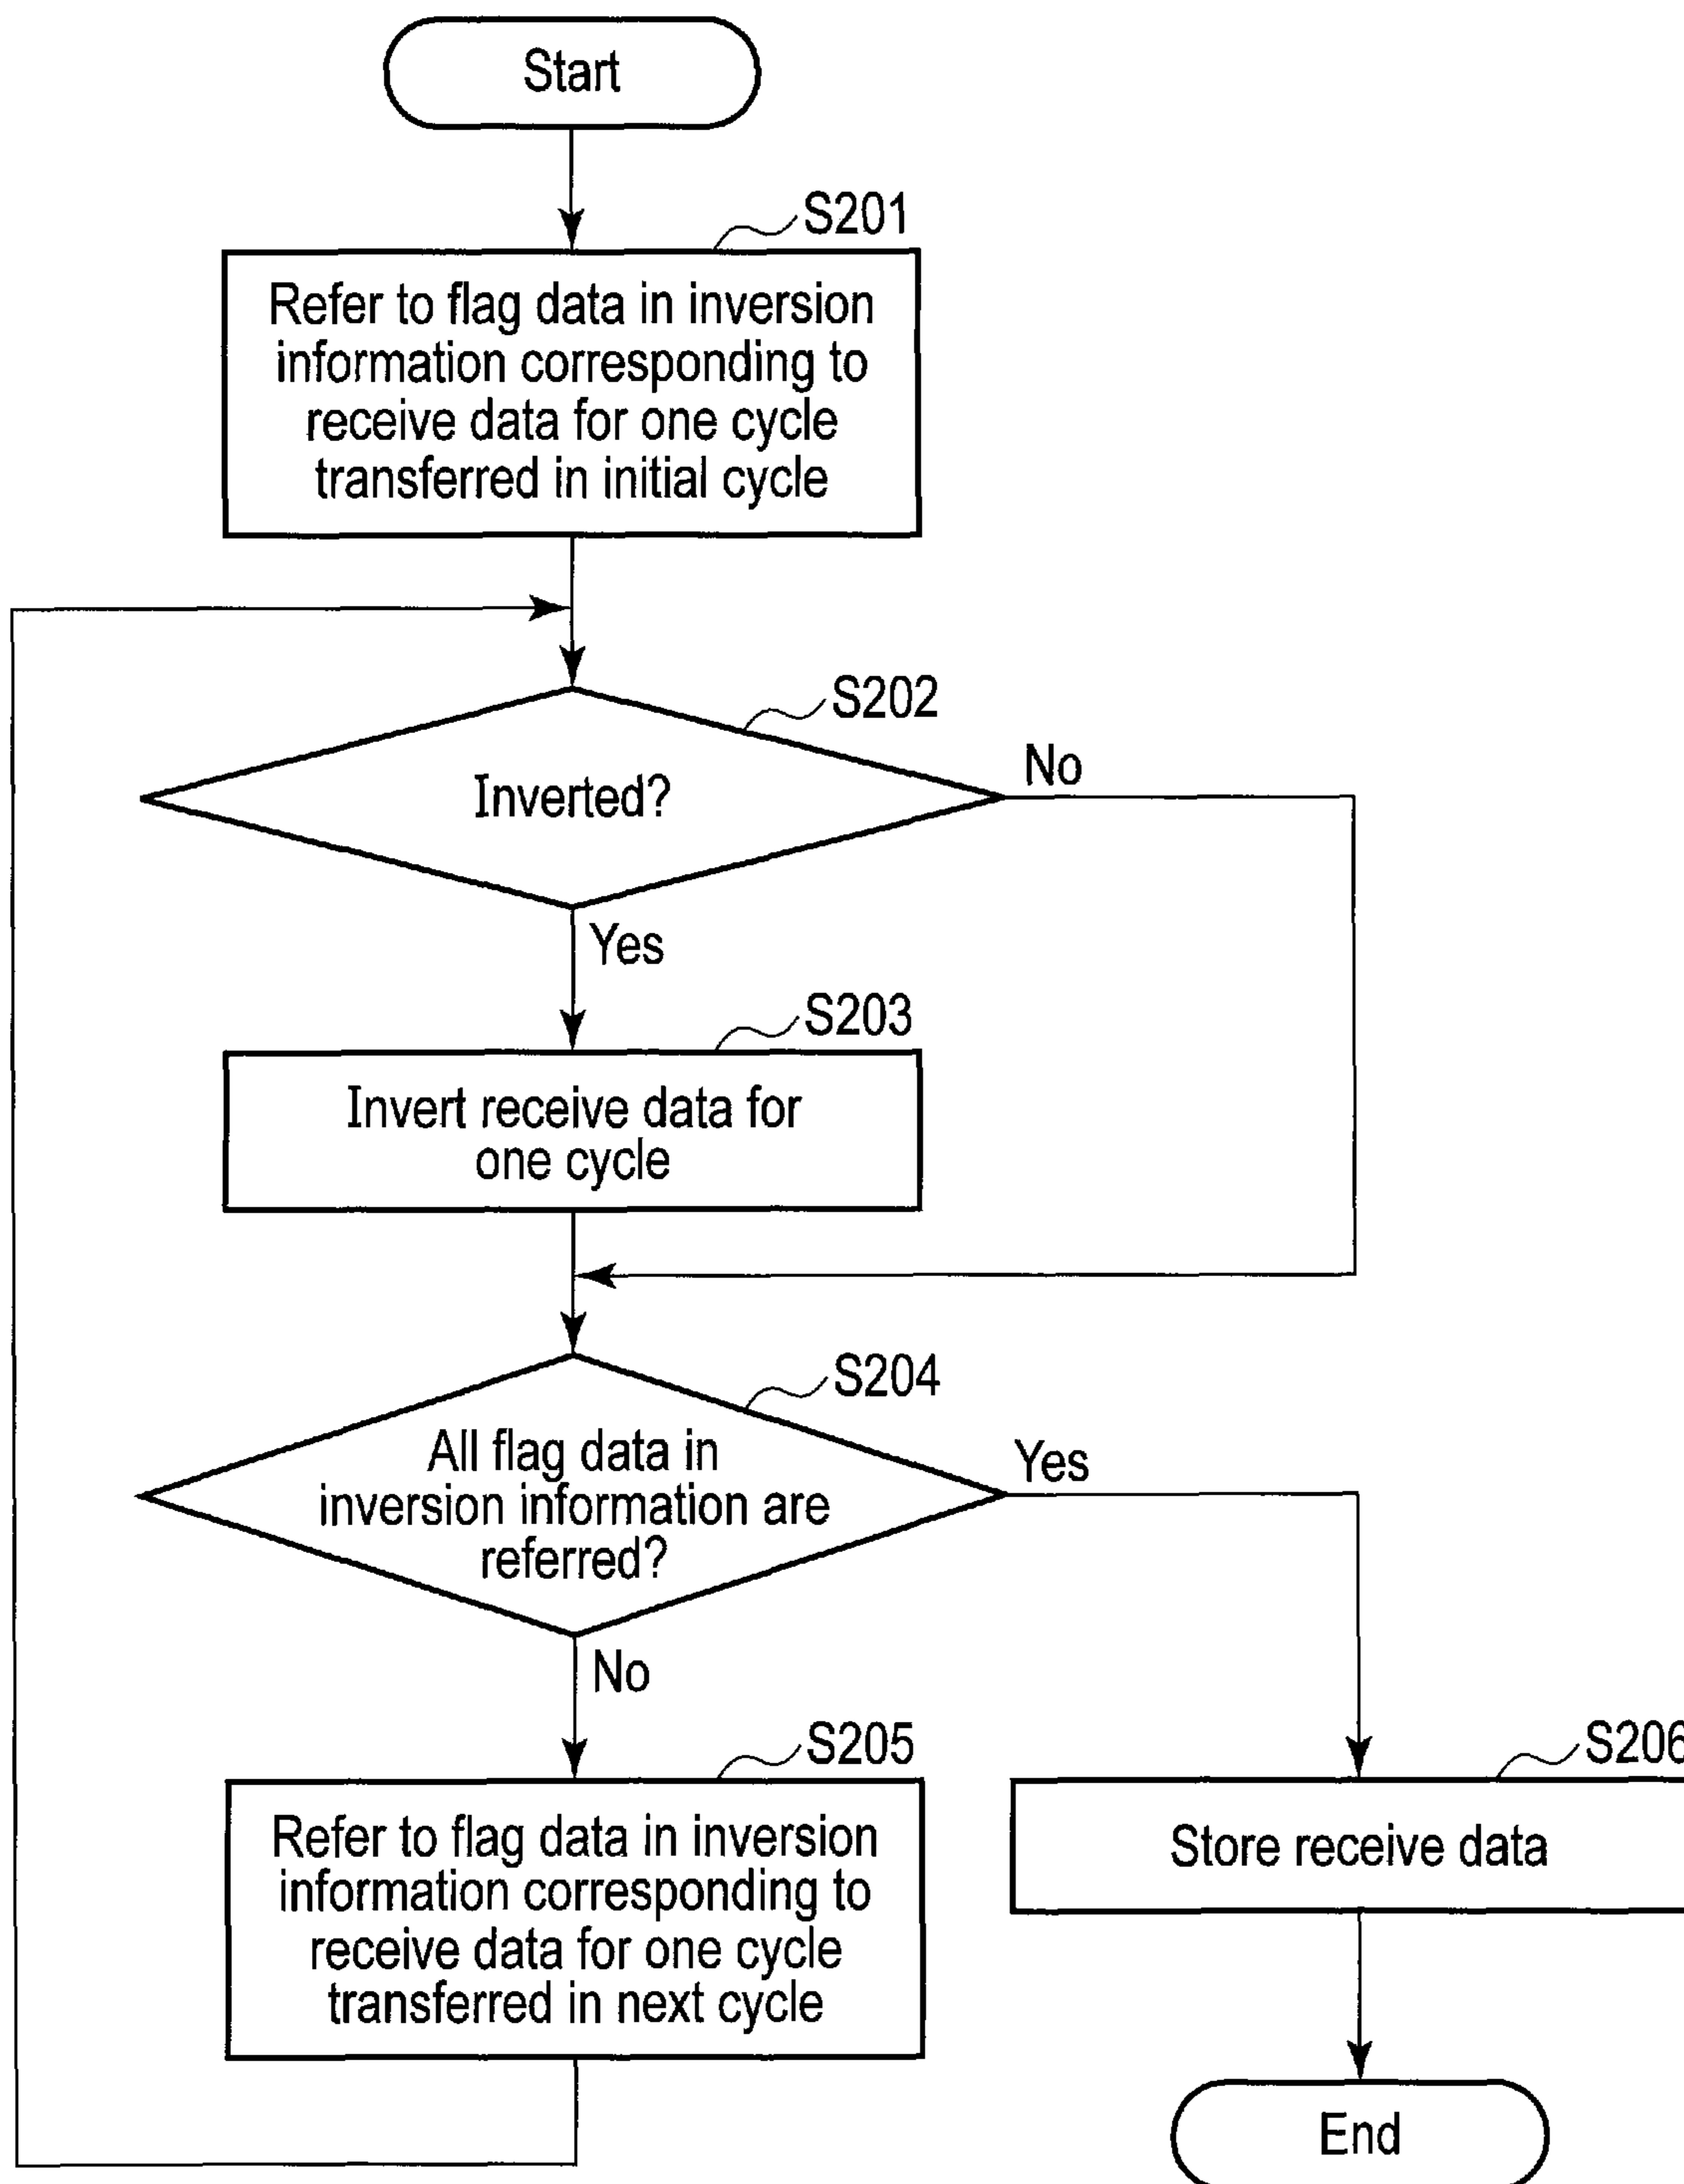 Start
S201
Refer to flag data in inversion
information corresponding to
receive data for one cycle
transferred in initial cycle
S202
Inverted?
No
Yes
S203
Invert receive data for
one cycle
S204
All flag data in
inversion information are
referred?
Yes
No
S205
Refer to flag data in inversion
information corresponding to
receive data for one cycle
transferred in next cycle
S206
Store receive data
End